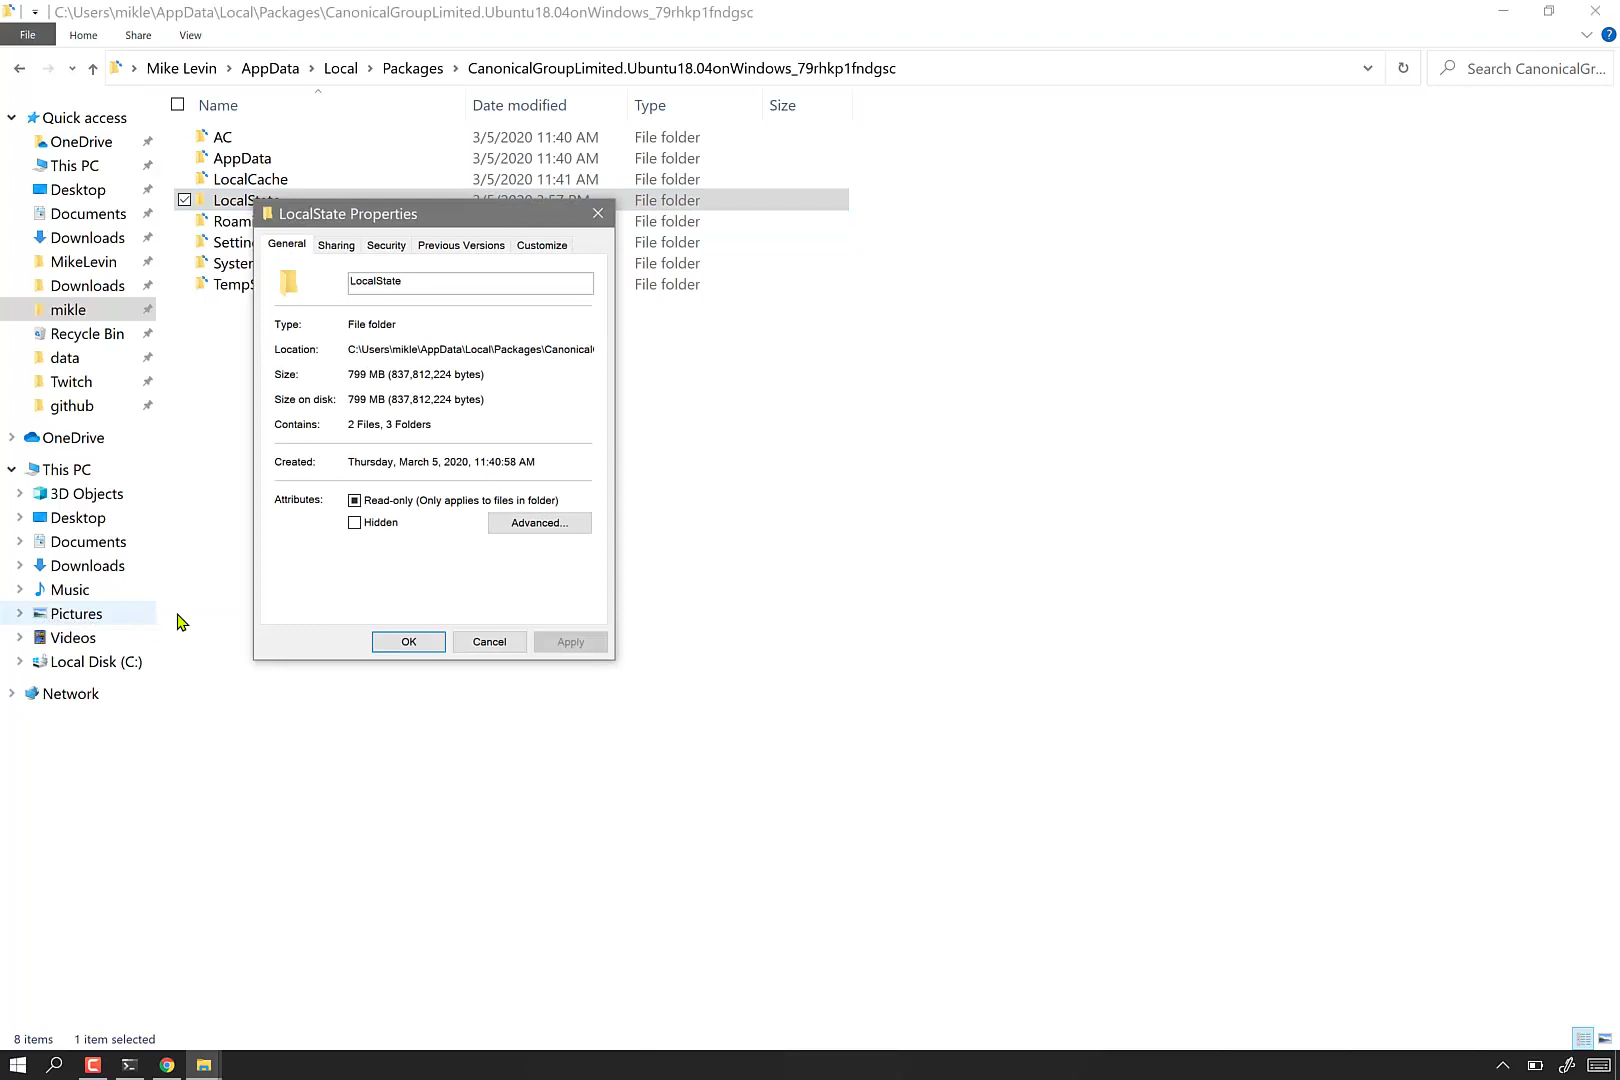 C:\Users\mikle\AppData\Local\Packages\CanonicalGroupLimited.Ubuntu18.04onWindows_79rhkp1fndgsc
File Home Share View
Mike Levin > AppData > Local > Packages > CanonicalGroupLimited.Ubuntu18.04onWindows_79rhkp1fndgsc
Search CanonicalGr...
Name Date modified Type Size
AC 3/5/2020 11:40 AM File folder
AppData 3/5/2020 11:40 AM File folder
LocalCache 3/5/2020 11:41 AM File folder
File folder
Roam File folder
Settin File folder
System File folder
TempS File folder
Quick access
OneDrive
This PC
Desktop
Documents
Downloads
MikeLevin
Downloads
mikle
Recycle Bin
data
Twitch
github
OneDrive
This PC
3D Objects
Desktop
Documents
Downloads
Music
Pictures
Videos
Local Disk (C:)
Network
LocalState Properties
General Sharing Security Previous Versions Customize
LocalState
Type: File folder
Location: C:\Users\mikle\AppData\Local\Packages\Canonical
Size: 799 MB (837,812,224 bytes)
Size on disk: 799 MB (837,812,224 bytes)
Contains: 2 Files, 3 Folders
Created: Thursday, March 5, 2020, 11:40:58 AM
Attributes: Read-only (Only applies to files in folder)
Hidden Advanced...
OK Cancel Apply
8 items 1 item selected